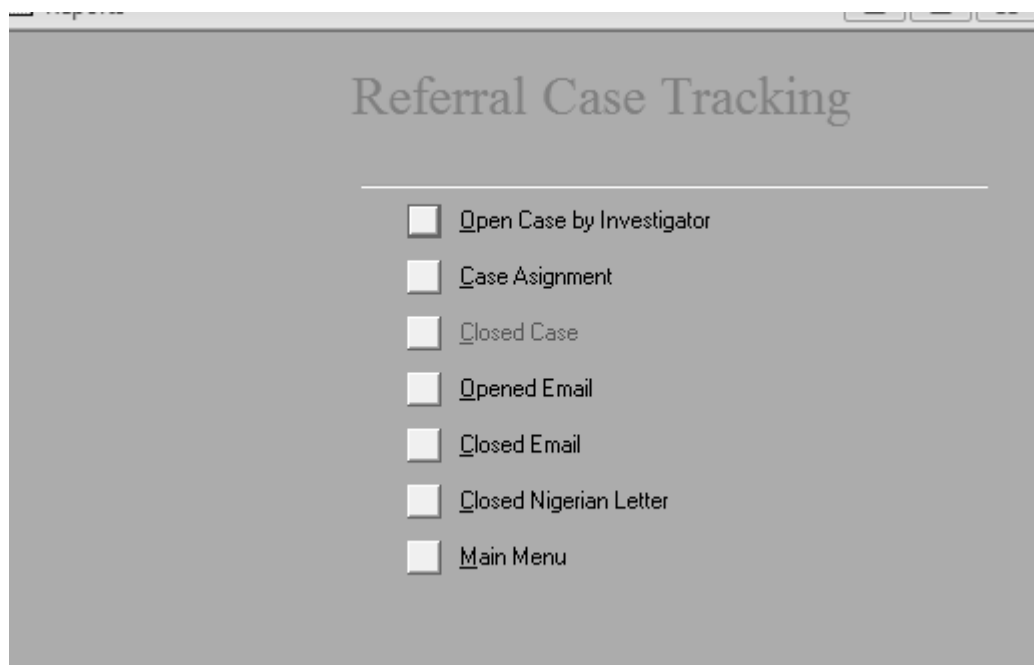 Reports
Referral Case Tracking
Open Case by Investigator
Case Asignment
Closed Case
Opened Email
Closed Email
Closed Nigerian Letter
Main Menu